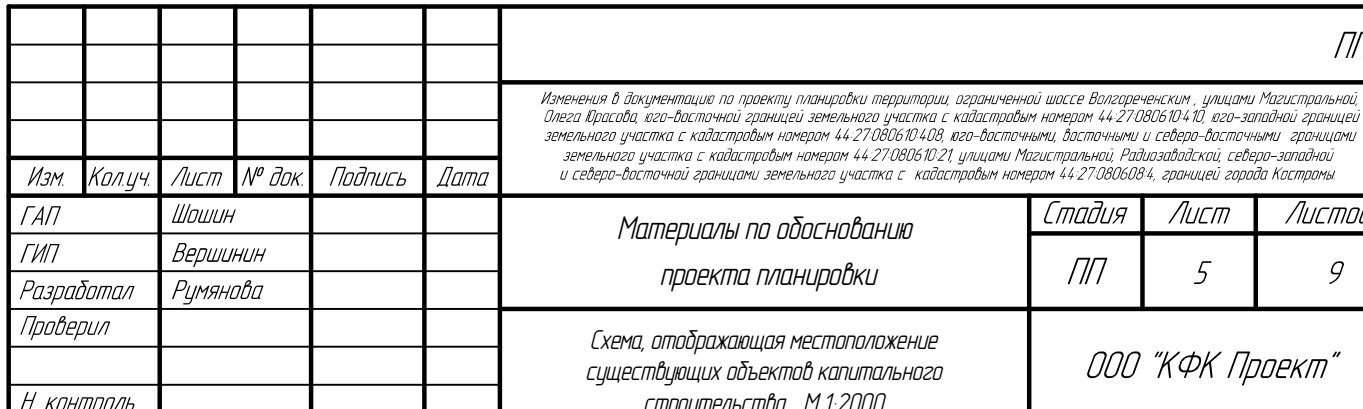 ПП
Изменения в документацию по проекту планировки территории, ограниченной шоссе Волгореченским , улицами Магистральной,
Олега Юрасова, юго-восточной границей земельного участка с кадастровым номером 44:27:080610:410, юго-западной границей
земельного участка с кадастровым номером 44:27:080610:408, юго-восточными, восточными и северо-восточными границами
земельного участка с кадастровым номером 44:27:080610:21, улицами Магистральной, Радиозаводской, северо-западной
и северо-восточной границами земельного участка с кадастровым номером 44:27:080608:4, границей города Костромы.
Изм. Кол.уч. Лист № док. Подпись Дата
ГАП Шошин
ГИП Вершинин
Разработал Румянова
Проверил
Н. контроль
Материалы по обоснованию
проекта планировки
Стадия Лист Листов
ПП 5 9
Схема, отображающая местоположение
существующих объектов капитального
строительства М 1:2000
ООО "КФК Проект"